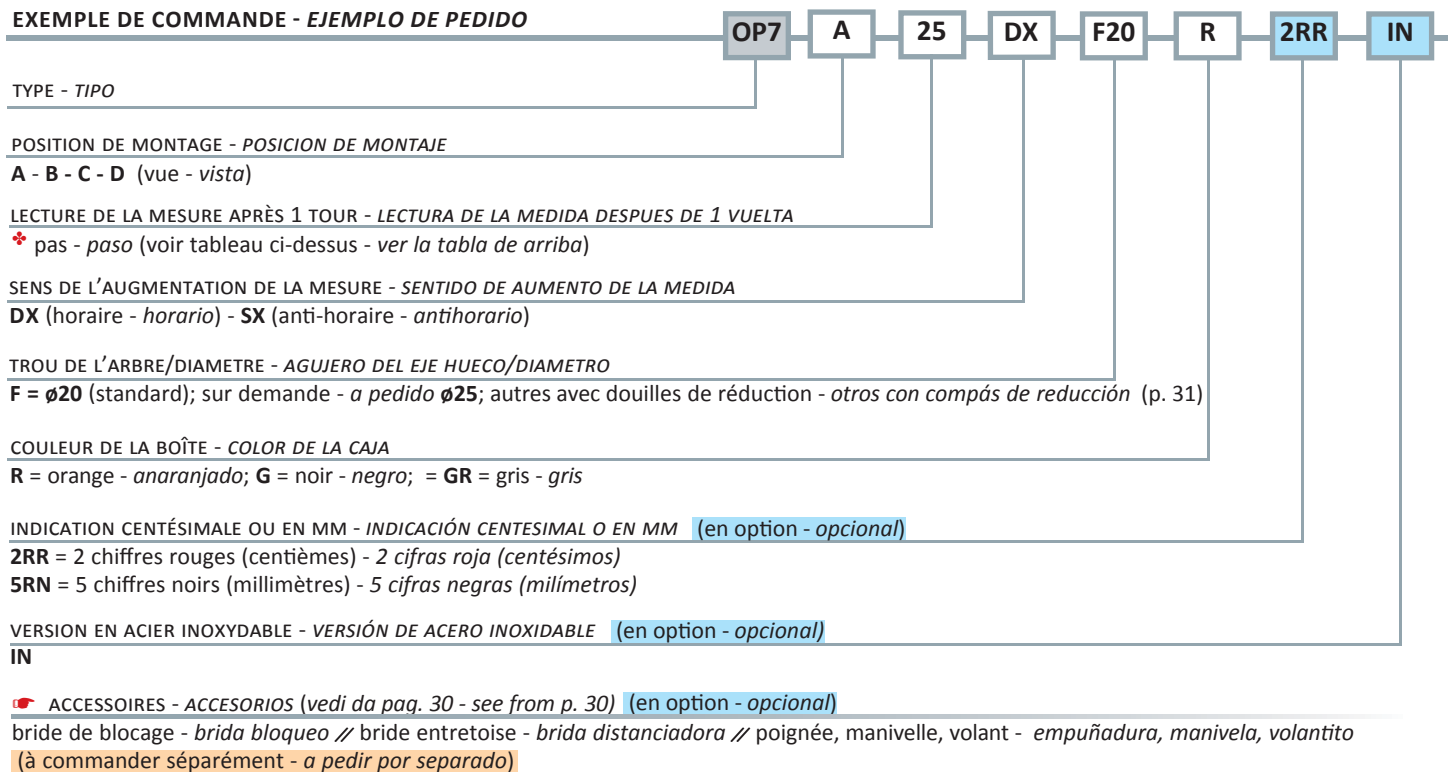 EXEMPLE DE COMMANDE - EJEMPLO DE PEDIDO
OP7 A 25 DX F20 R 2RR IN
TYPE - TIPO
POSITION DE MONTAGE - POSICION DE MONTAJE
A - B - C - D (vue - vista)
LECTURE DE LA MESURE APRÈS 1 TOUR - LECTURA DE LA MEDIDA DESPUES DE 1 VUELTA
✤ pas - paso (voir tableau ci-dessus - ver la tabla de arriba)
SENS DE L’AUGMENTATION DE LA MESURE - SENTIDO DE AUMENTO DE LA MEDIDA
DX (horaire - horario) - SX (anti-horaire - antihorario)
TROU DE L’ARBRE/DIAMETRE - AGUJERO DEL EJE HUECO/DIAMETRO
F = ø20 (standard); sur demande - a pedido ø25; autres avec douilles de réduction - otros con compás de reducción (p. 31)
COULEUR DE LA BOÎTE - COLOR DE LA CAJA
R = orange - anaranjado; G = noir - negro; = GR = gris - gris
INDICATION CENTÉSIMALE OU EN MM - INDICACIÓN CENTESIMAL O EN MM (en option - opcional)
2RR = 2 chiffres rouges (centièmes) - 2 cifras roja (centésimos)
5RN = 5 chiffres noirs (millimètres) - 5 cifras negras (milímetros)
VERSION EN ACIER INOXYDABLE - VERSIÓN DE ACERO INOXIDABLE (en option - opcional)
IN
☛ ACCESSOIRES - ACCESORIOS (vedi da pag. 30 - see from p. 30) (en option - opcional)
bride de blocage - brida bloqueo // bride entretoise - brida distanciadora // poignée, manivelle, volant - empuñadura, manivela, volantito
(à commander séparément - a pedir por separado)